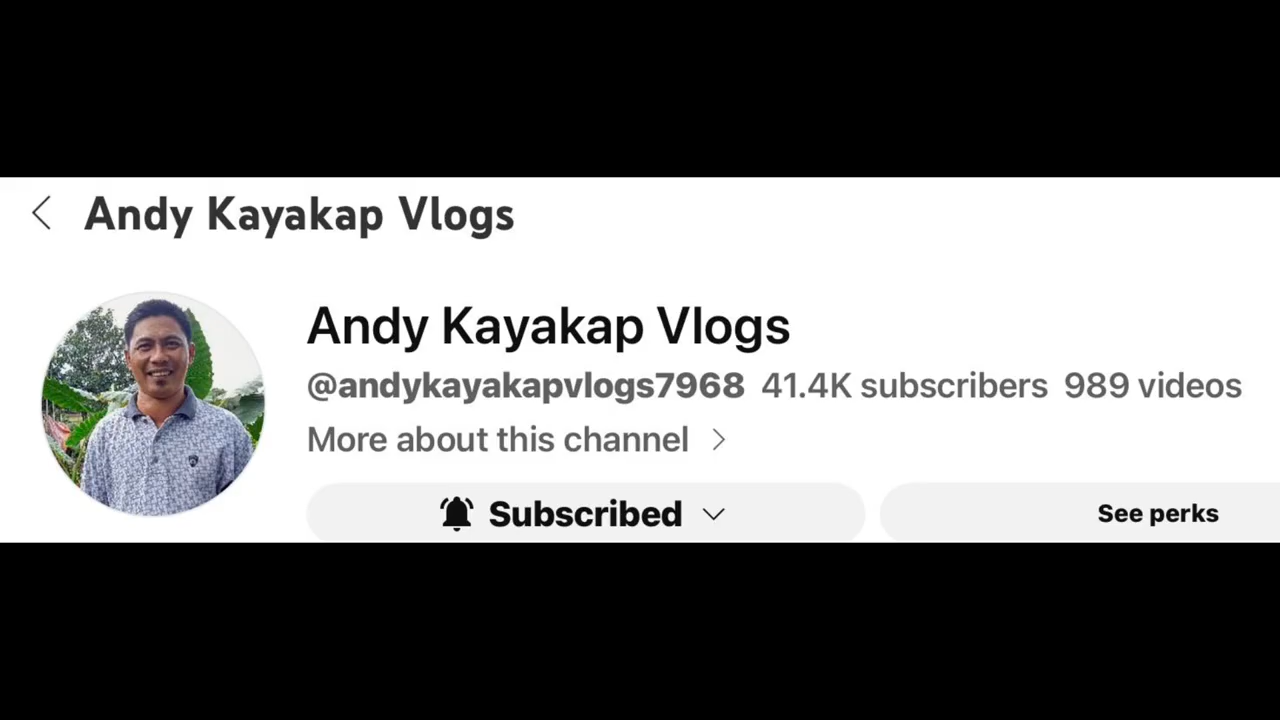 Andy Kayakap Vlogs
Andy Kayakap Vlogs
@andykayakapvlogs7968 41.4K subscribers 989 videos
More about this channel
Subscribed
See perks